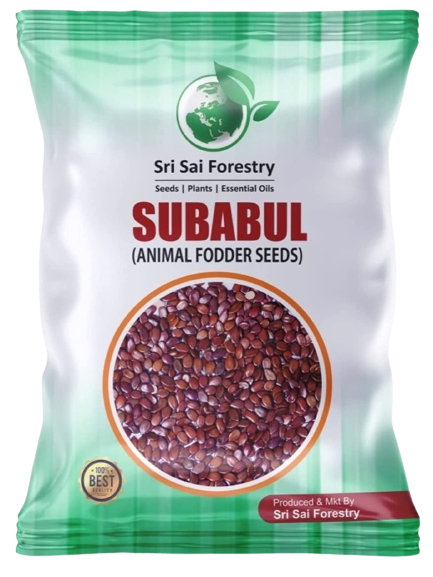 Sri Sai Forestry
Seeds | Plants | Essential Oils
SUBABUL
(ANIMAL FODDER SEEDS)
100%
BEST
QUALITY
Produced & Mkt By
Sri Sai Forestry